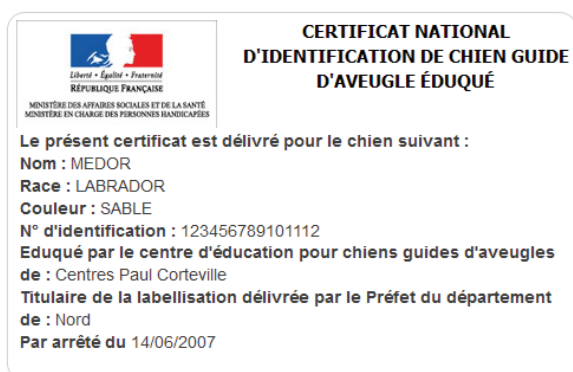 CERTIFICAT NATIONAL
D'IDENTIFICATION DE CHIEN GUIDE
D'AVEUGLE ÉDUQUÉ
Liberté • Égalité • Fraternité
RÉPUBLIQUE FRANÇAISE
MINISTÈRE DES AFFAIRES SOCIALES ET DE LA SANTÉ
MINISTÈRE EN CHARGE DES PERSONNES HANDICAPÉES
Le présent certificat est délivré pour le chien suivant :
Nom : MEDOR
Race : LABRADOR
Couleur : SABLE
N° d'identification : 123456789101112
Eduqué par le centre d'éducation pour chiens guides d'aveugles
de : Centres Paul Corteville
Titulaire de la labellisation délivrée par le Préfet du département
de : Nord
Par arrêté du 14/06/2007